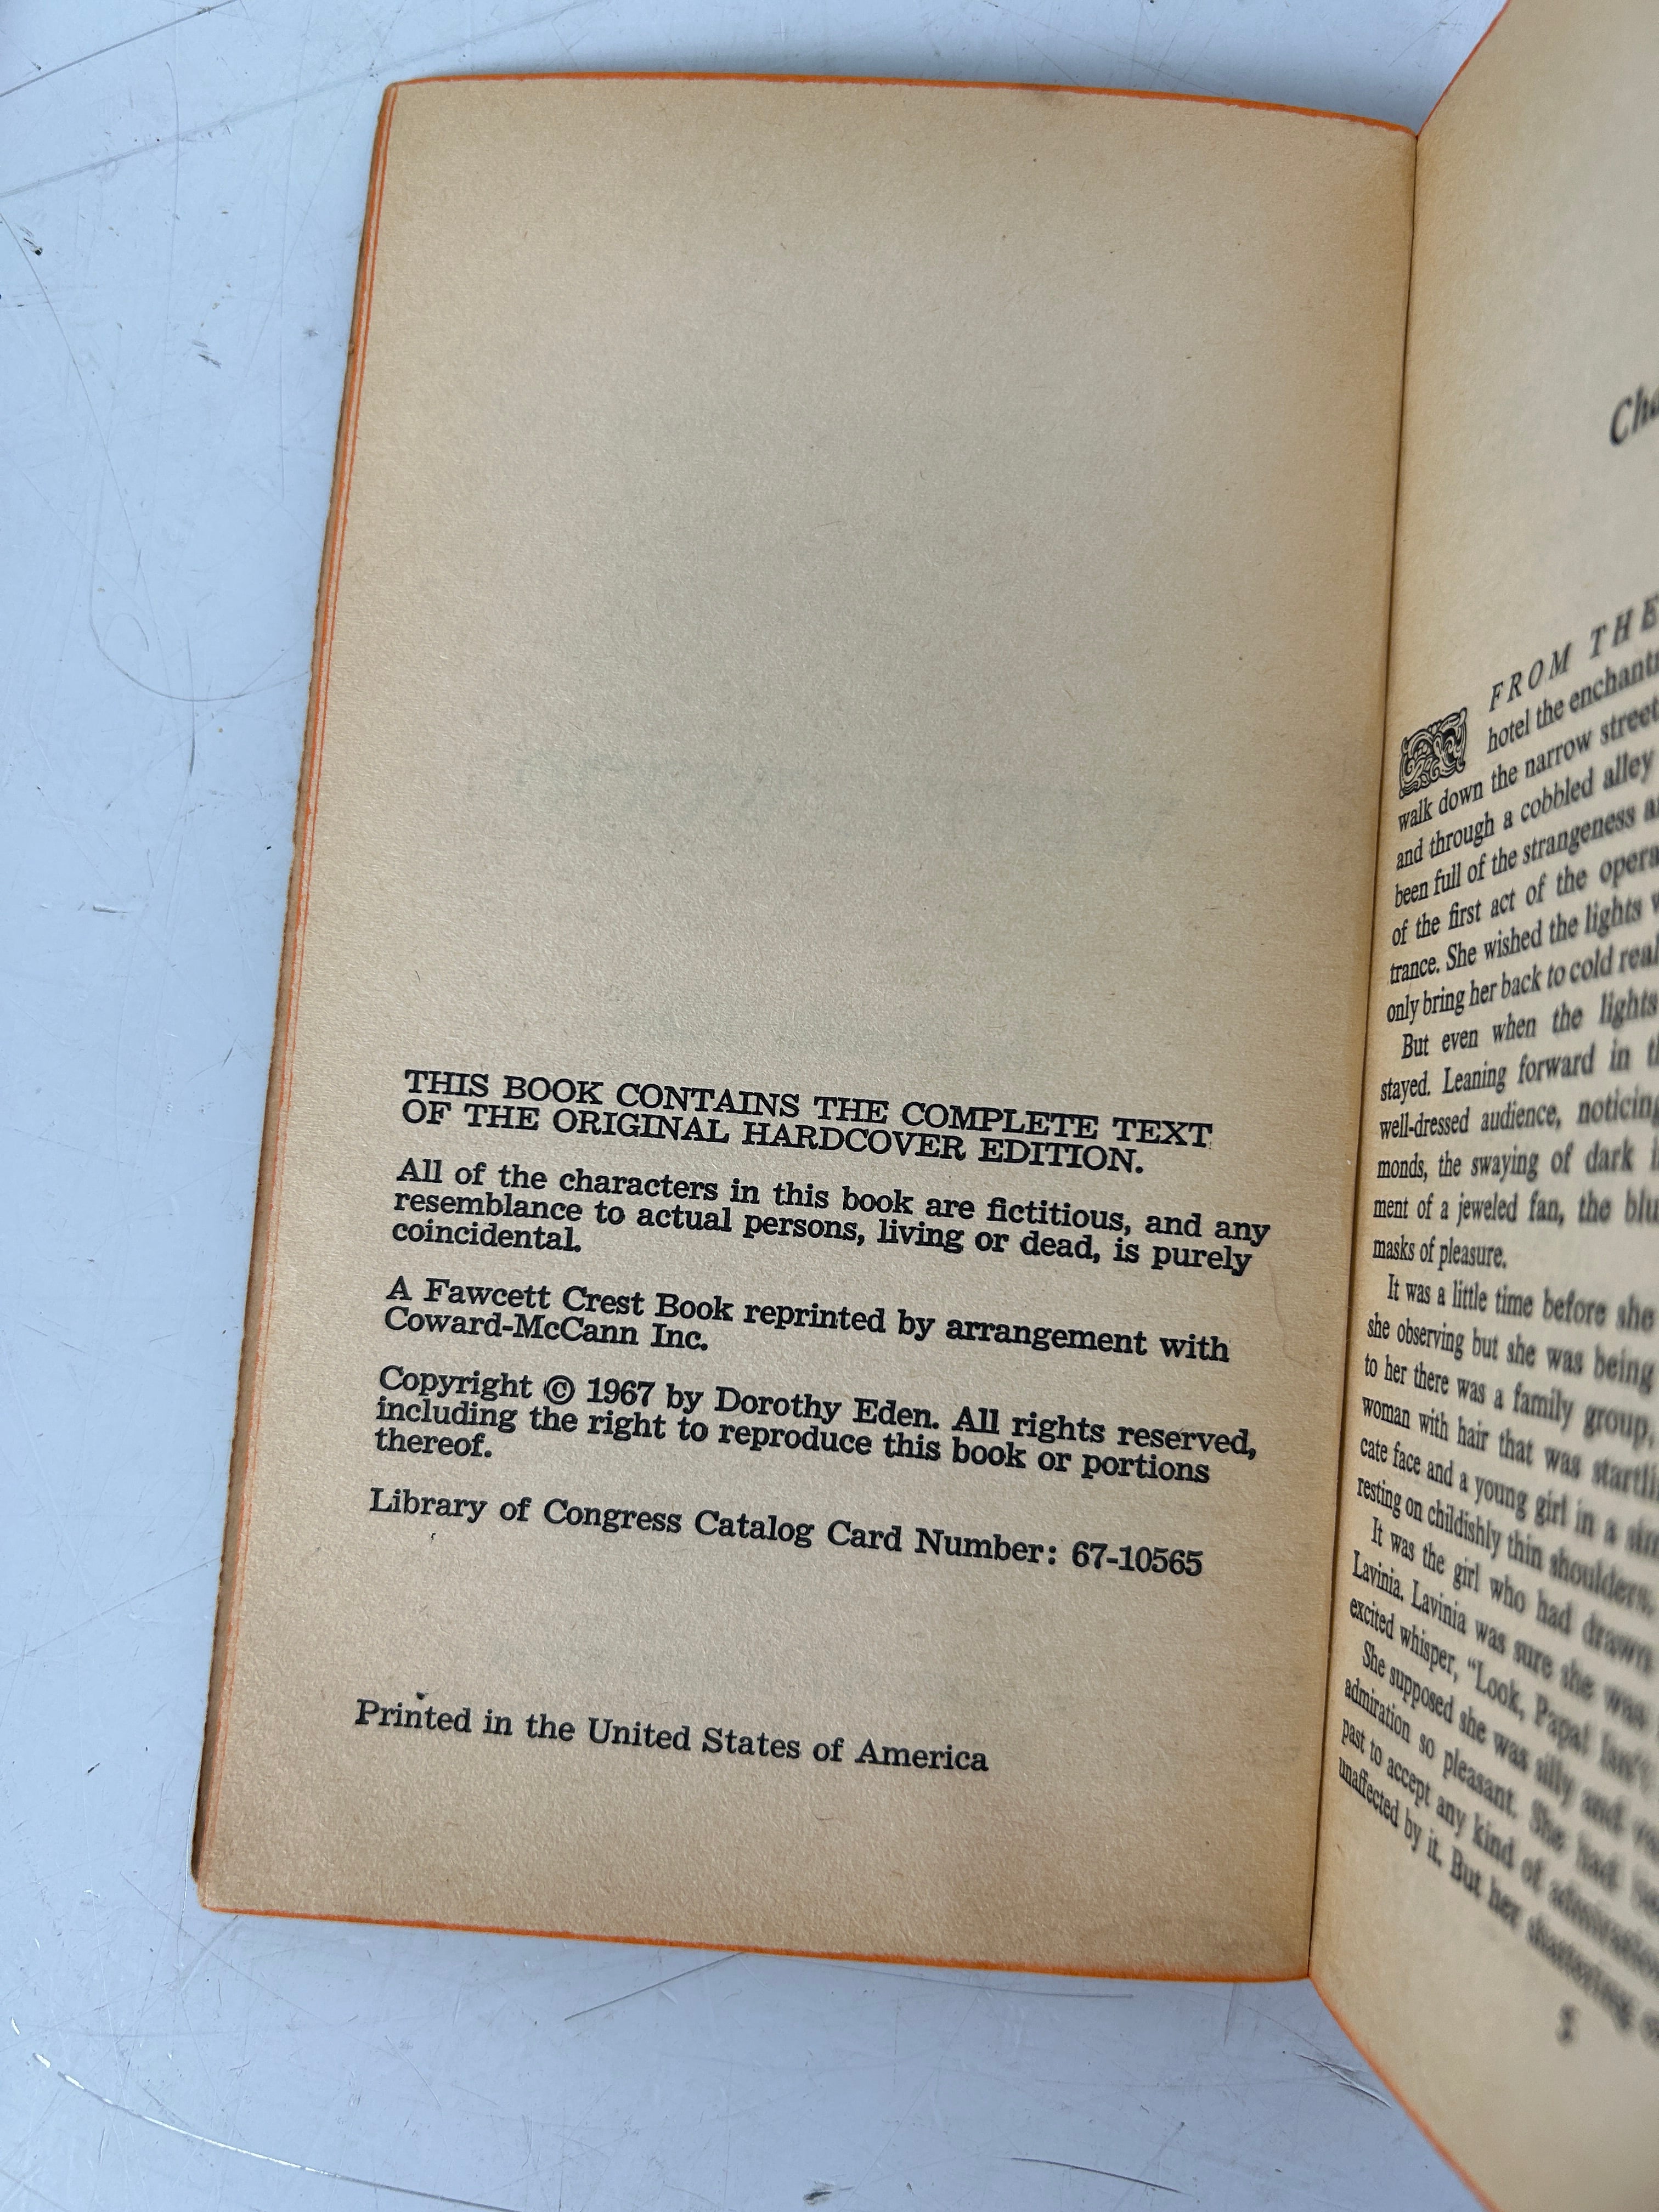 THIS BOOK CONTAINS THE COMPLETE TEXT
OF THE ORIGINAL HARDCOVER EDITION.
All of the characters in this book are fictitious, and any
resemblance to actual persons, living or dead, is purely
coincidental.
A Fawcett Crest Book reprinted by arrangement with
Coward-McCann Inc.
Copyright © 1967 by Dorothy Eden. All rights reserved,
including the right to reproduce this book or portions
thereof.
Library of Congress Catalog Card Number: 67-10565
Printed in the United States of America
FROM THE
hotel the
walk down the narrow street
and through a cobbled alley
been full of the strangeness
of the first act of the opera
trance. She wished the lights
only bring her back to cold
But even when the lights
stayed. Leaning forward in
well-dressed audience, noticing
monds, the swaying of dark
ment of a jeweled fan, the
masks of pleasure.
It was a little time before she
she observing but she was being
to her there was a family group,
woman with hair that was
cate face and a young girl in a
resting on childishly thin shoulders.
It was the girl who had drawn
Lavinia. Lavinia was sure she was
excited whisper, “Look, Papa! Isn't
She supposed she was silly and
admiration so pleasant. She had
past to accept any kind of admiration
unaffected by it. But her shattering
5